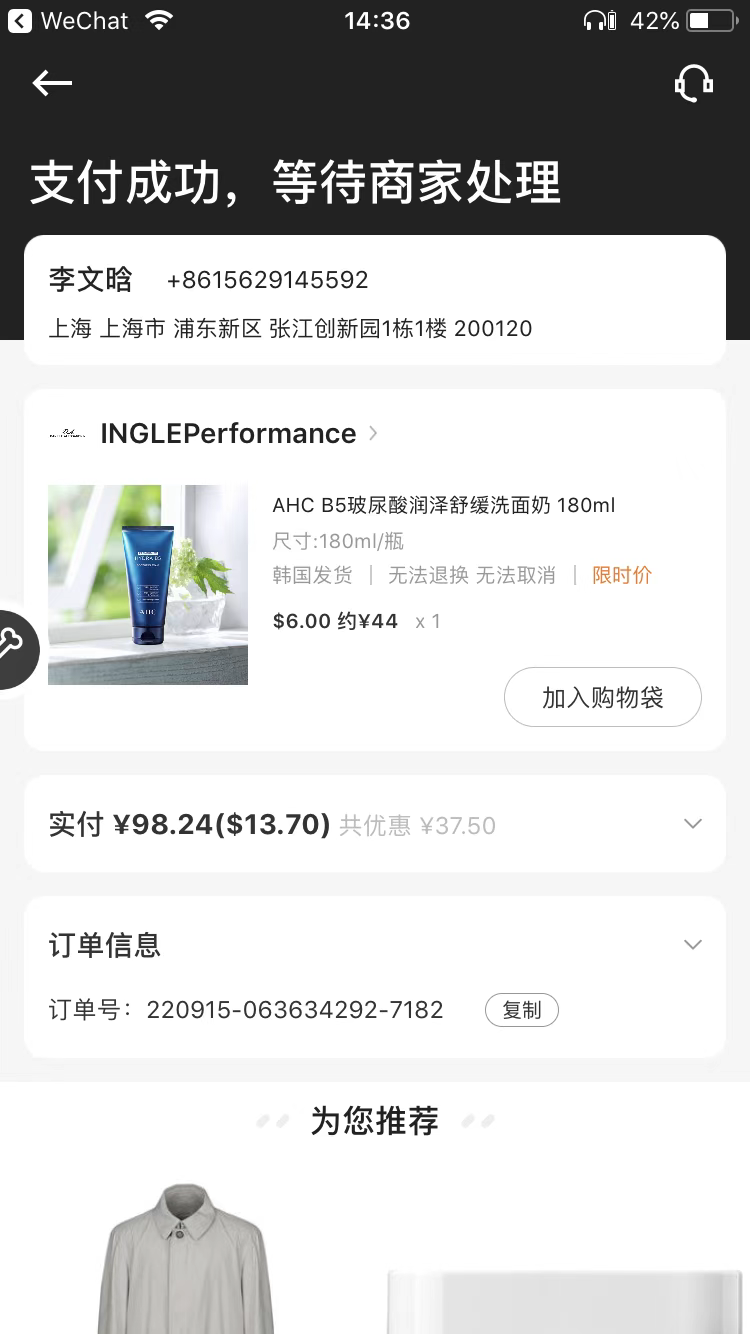 WeChat 14:36 42%
支付成功，等待商家处理
李文晗 +8615629145592
上海 上海市 浦东新区 张江创新园1栋1楼 200120
INGLEPerformance
AHC B5玻尿酸润泽舒缓洗面奶 180ml
尺寸:180ml/瓶
韩国发货 | 无法退换 无法取消 | 限时价
$6.00 约¥44 x 1
HYDRA B5
AHC
加入购物袋
实付 ¥98.24($13.70) 共优惠 ¥37.50
订单信息
订单号：220915-063634292-7182 复制
为您推荐